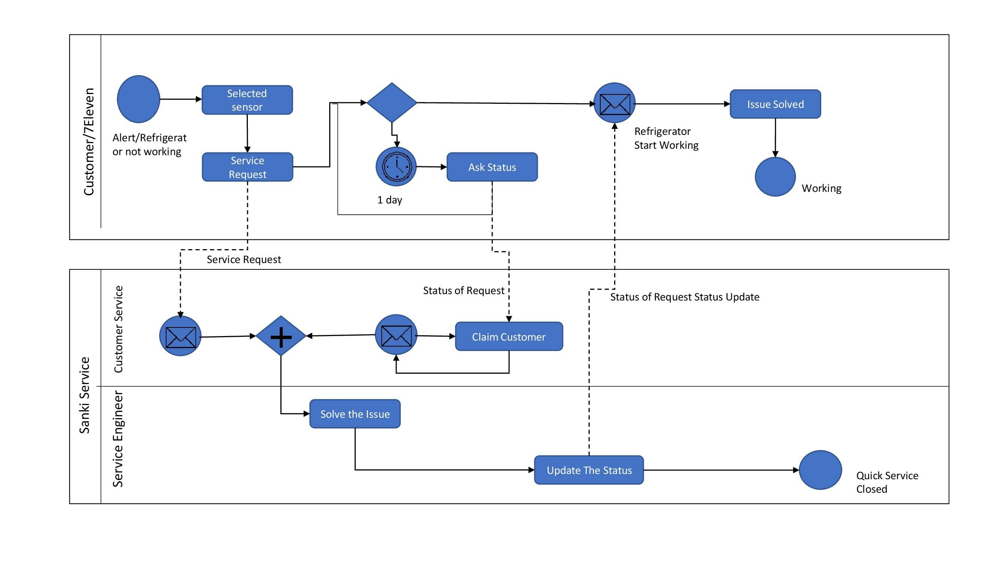 Customer/7Eleven
Selected
sensor
Alert/Refrigerat
or not working
Service
Request
1 day
Ask Status
Refrigerator
Start Working
Issue Solved
Working
Service Request
Status of Request
Status of Request Status Update
Sanki Service
Customer Service
Claim Customer
Service Engineer
Solve the Issue
Update The Status
Quick Service
Closed